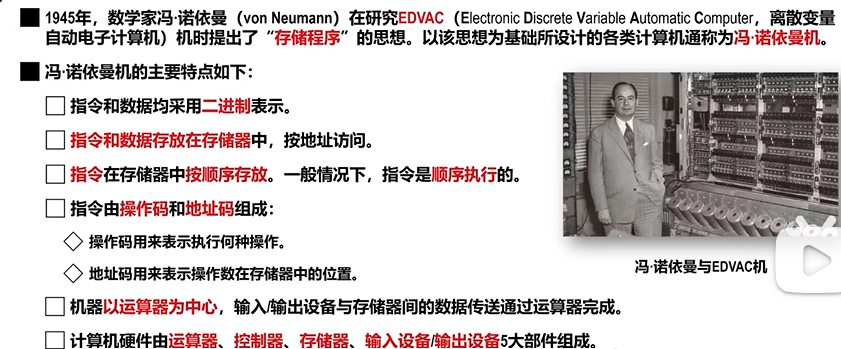 1945年，数学家冯·诺依曼（von Neumann）在研究EDVAC（Electronic Discrete Variable Automatic Computer，离散变量
自动电子计算机）机时提出了“存储程序”的思想。以该思想为基础所设计的各类计算机通称为冯·诺依曼机。
冯·诺依曼机的主要特点如下：
指令和数据均采用二进制表示。
指令和数据存放在存储器中，按地址访问。
指令在存储器中按顺序存放。一般情况下，指令是顺序执行的。
指令由操作码和地址码组成：
操作码用来表示执行何种操作。
地址码用来表示操作数在存储器中的位置。
冯·诺依曼与EDVAC机
机器以运算器为中心，输入/输出设备与存储器间的数据传送通过运算器完成。
计算机硬件由运算器、控制器、存储器、输入设备/输出设备5大部件组成。